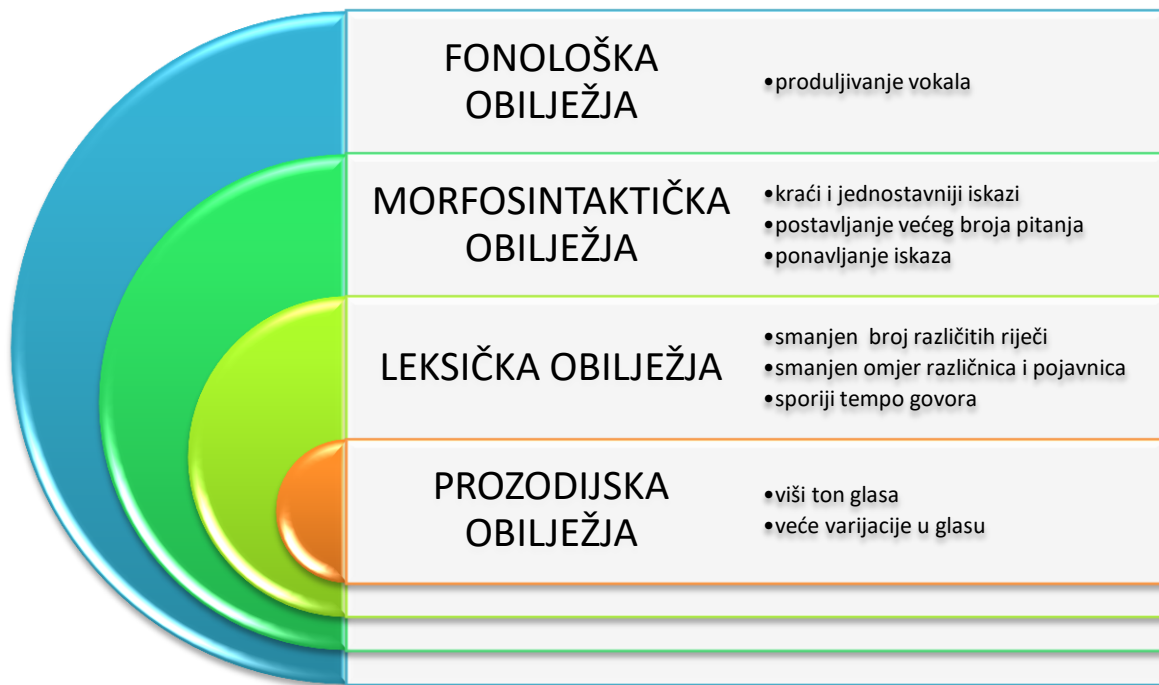 FONOLOŠKA
OBILJEŽJA
•produljivanje vokala
MORFOSINTAKTIČKA
OBILJEŽJA
•kraći i jednostavniji iskazi
•postavljanje većeg broja pitanja
•ponavljanje iskaza
LEKSIČKA OBILJEŽJA
•smanjen  broj različitih riječi
•smanjen omjer različnica i pojavnica
•sporiji tempo govora
PROZODIJSKA
OBILJEŽJA
•viši ton glasa
•veće varijacije u glasu